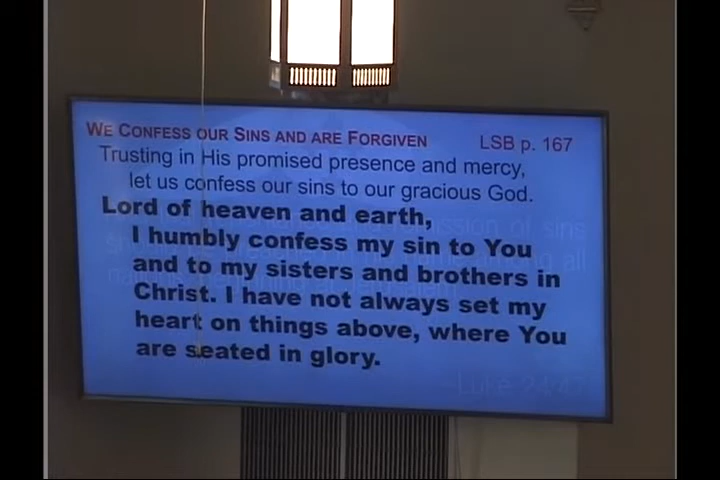 WE CONFESS OUR SINS AND ARE FORGIVEN LSB p. 167
Trusting in His promised presence and mercy,
let us confess our sins to our gracious God.
Lord of heaven and earth,
I humbly confess my sin to You
and to my sisters and brothers in
Christ. I have not always set my
heart on things above, where You
are seated in glory.